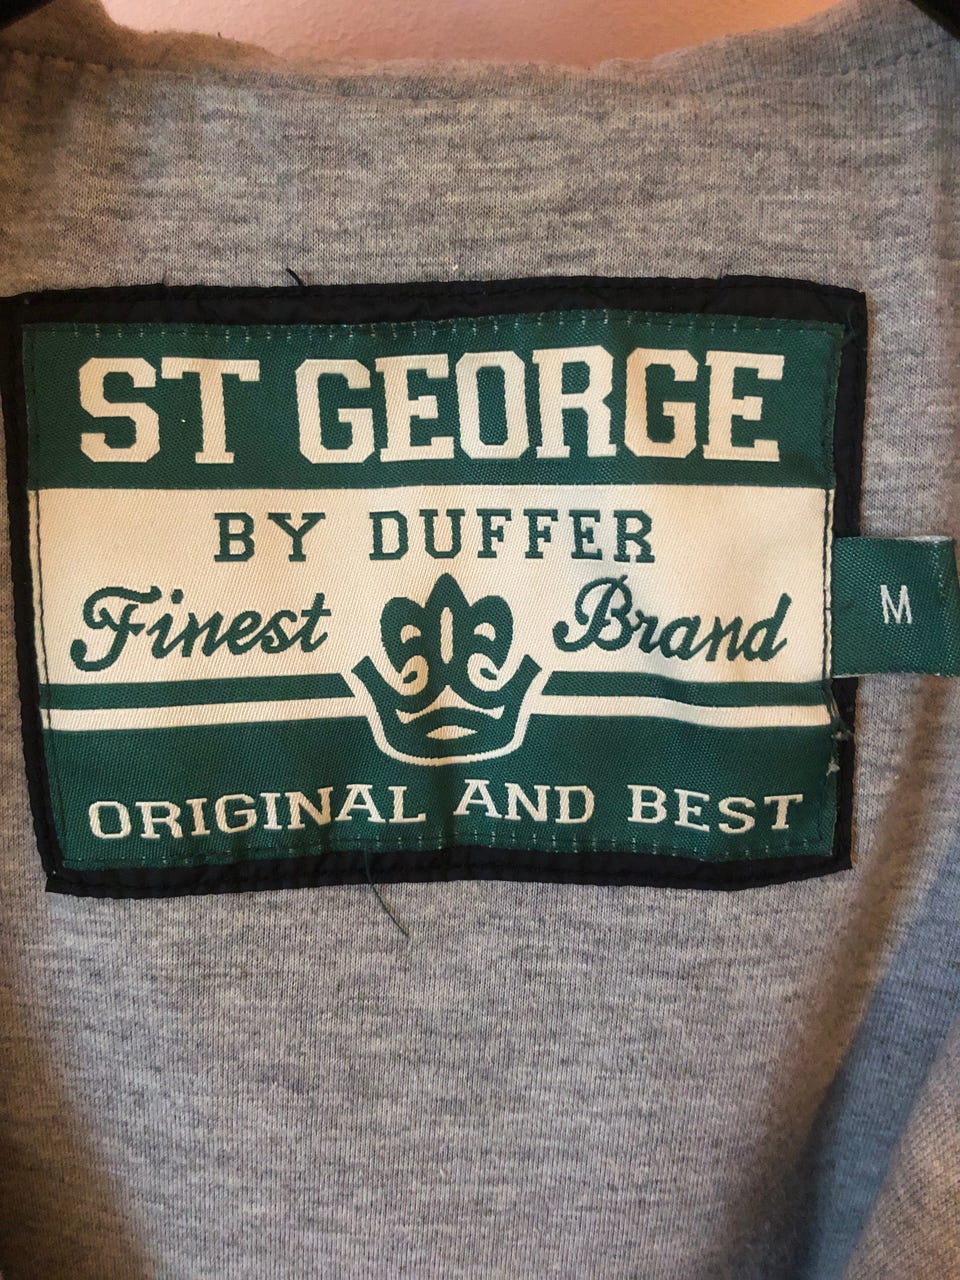 ST GEORGE
BY DUFFER
Finest Brand
ORIGINAL AND BEST
M